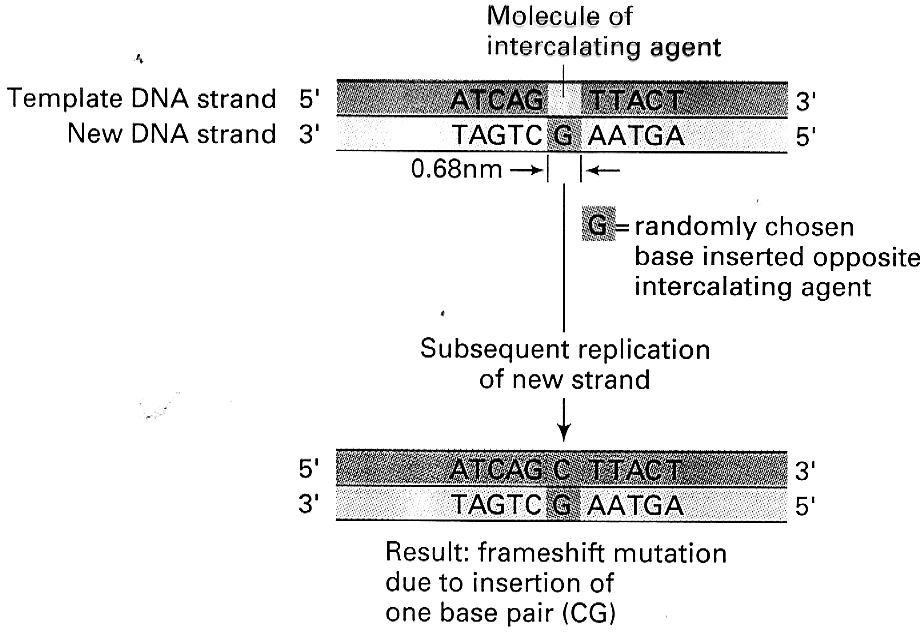 Molecule of
intercalating agent
Template DNA strand 5' ATCAG TTACT 3'
New DNA strand 3' TAGTC G AATGA 5'
0.68nm
G = randomly chosen
base inserted opposite
intercalating agent
Subsequent replication
of new strand
5' ATCAG C TTACT 3'
3' TAGTC G AATGA 5'
Result: frameshift mutation
due to insertion of
one base pair (CG)